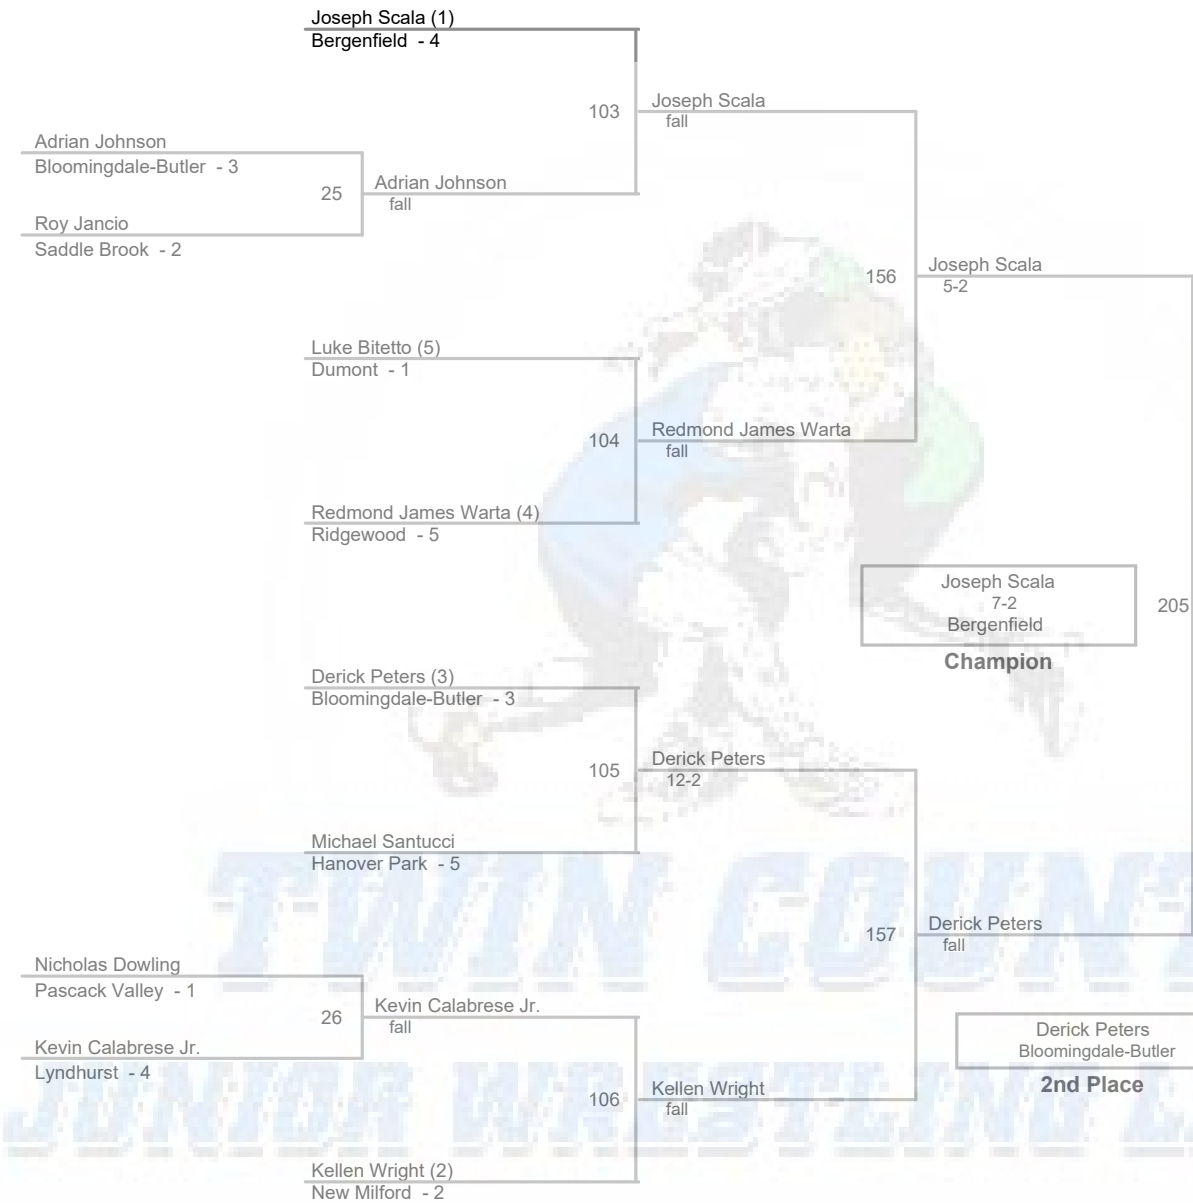 Joseph Scala (1)
Bergenfield - 4
103
Joseph Scala
fall
Adrian Johnson
Bloomingdale-Butler - 3
25
Adrian Johnson
fall
Roy Jancio
Saddle Brook - 2
156
Joseph Scala
5-2
Luke Bitetto (5)
Dumont - 1
104
Redmond James Warta
fall
Redmond James Warta (4)
Ridgewood - 5
Joseph Scala
7-2
Bergenfield
205
Champion
Derick Peters (3)
Bloomingdale-Butler - 3
105
Derick Peters
12-2
Michael Santucci
Hanover Park - 5
TWIN COUNT
157
Derick Peters
fall
Nicholas Dowling
Pascack Valley - 1
26
Kevin Calabrese Jr.
fall
Kevin Calabrese Jr.
Lyndhurst - 4
Derick Peters
Bloomingdale-Butler
2nd Place
JUNIOR WRESTLING L
106
Kellen Wright
fall
Kellen Wright (2)
New Milford - 2